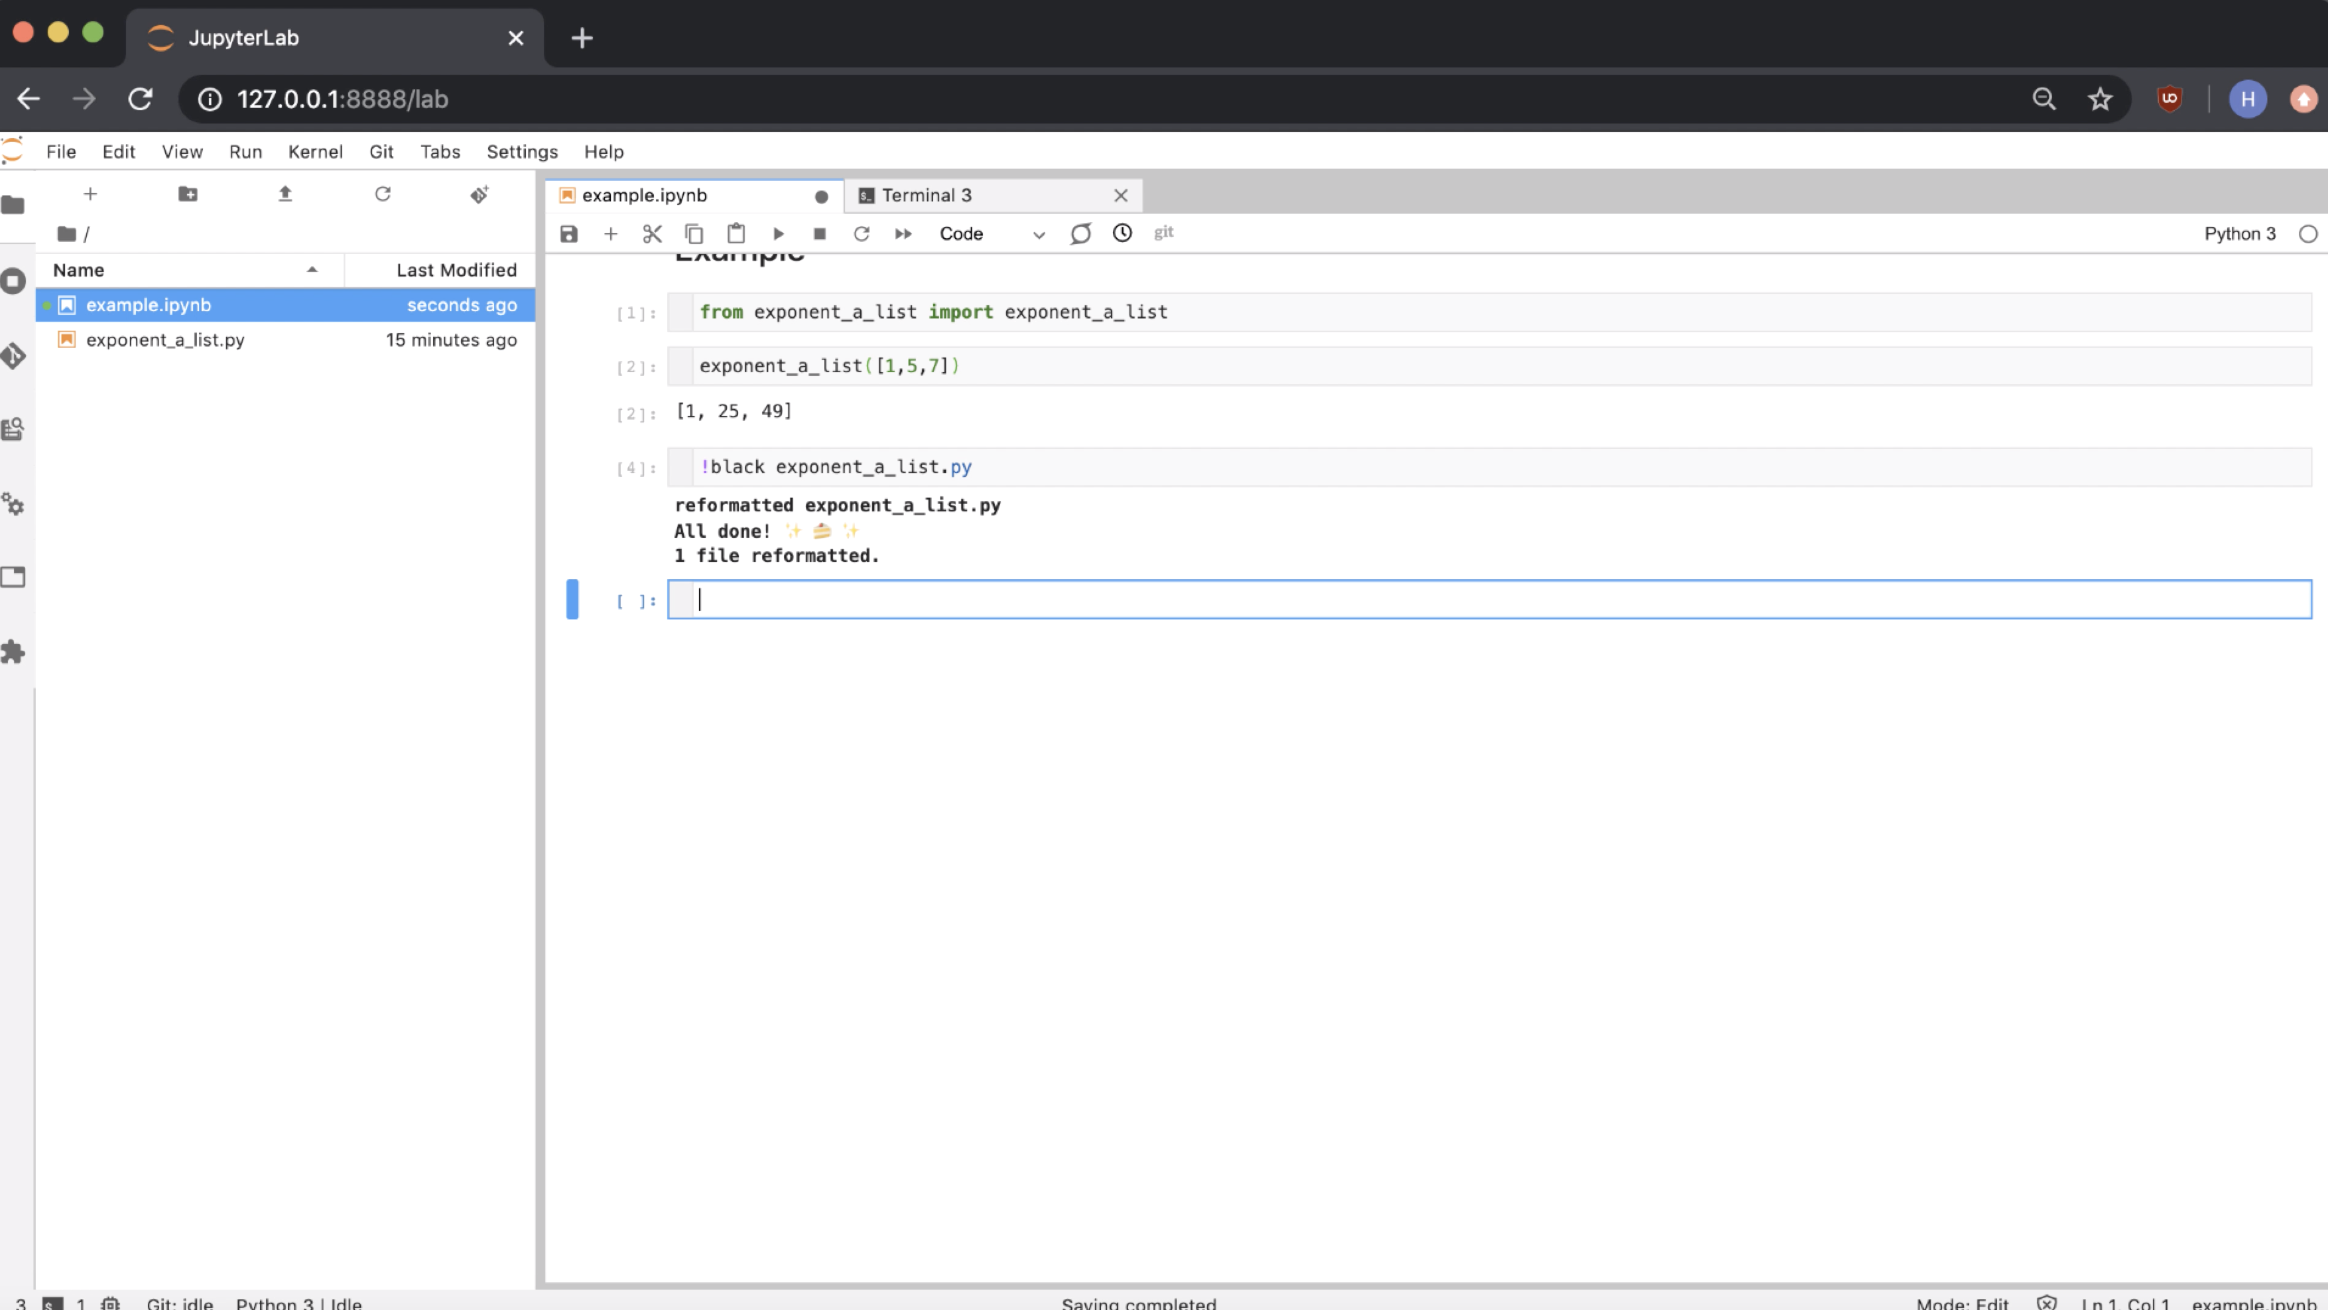 JupyterLab
127.0.0.1:8888/lab
H
File Edit View Run Kernel Git Tabs Settings Help
example.ipynb
Terminal 3
/
Code
git
Python 3
Name
Last Modified
example.ipynb
seconds ago
exponent_a_list.py
15 minutes ago
Example
[1]: from exponent_a_list import exponent_a_list
[2]: exponent_a_list([1,5,7])
[2]: [1, 25, 49]
[4]: !black exponent_a_list.py
reformatted exponent_a_list.py
All done! ✨ 🍰 ✨
1 file reformatted.
[ ]:
3 1 Git: idle Python 3 | Idle
Saving completed
Mode: Edit Ln 1, Col 1 example.ipynb